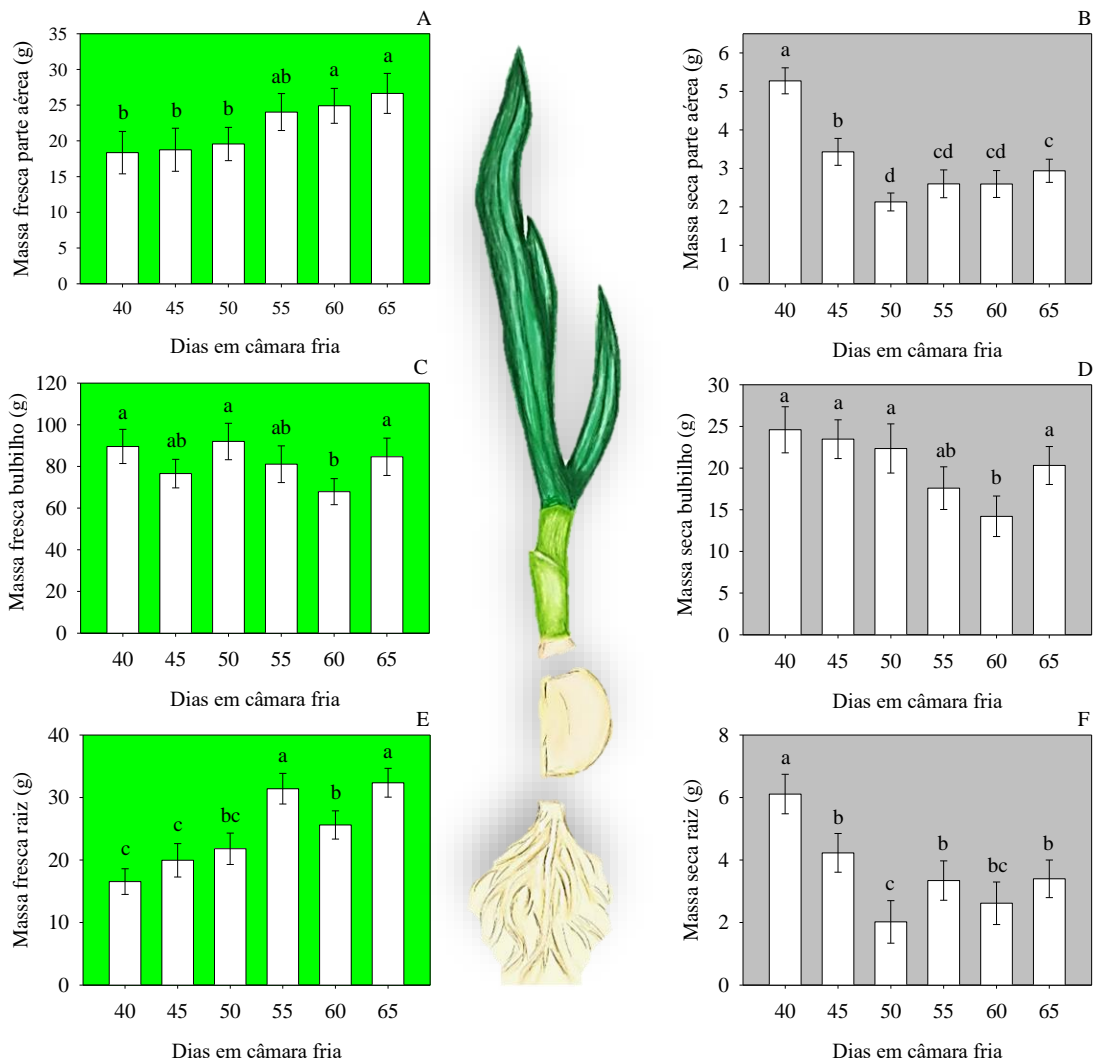 A
Massa fresca parte aérea (g)
35
30
25
20
15
10
5
0
b
b
b
ab
a
a
40 45 50 55 60 65
Dias em câmara fria
B
Massa seca parte aérea (g)
6
5
4
3
2
1
0
a
b
d
cd
cd
c
40 45 50 55 60 65
Dias em câmara fria
C
Massa fresca bulbilho (g)
120
100
80
60
40
20
0
a
ab
a
ab
b
a
40 45 50 55 60 65
Dias em câmara fria
D
Massa seca bulbilho (g)
30
25
20
15
10
5
0
a
a
a
ab
b
a
40 45 50 55 60 65
Dias em câmara fria
E
Massa fresca raiz (g)
40
30
20
10
0
c
c
bc
a
b
a
40 45 50 55 60 65
Dias em câmara fria
F
Massa seca raiz (g)
8
6
4
2
0
a
b
c
b
bc
b
40 45 50 55 60 65
Dias em câmara fria